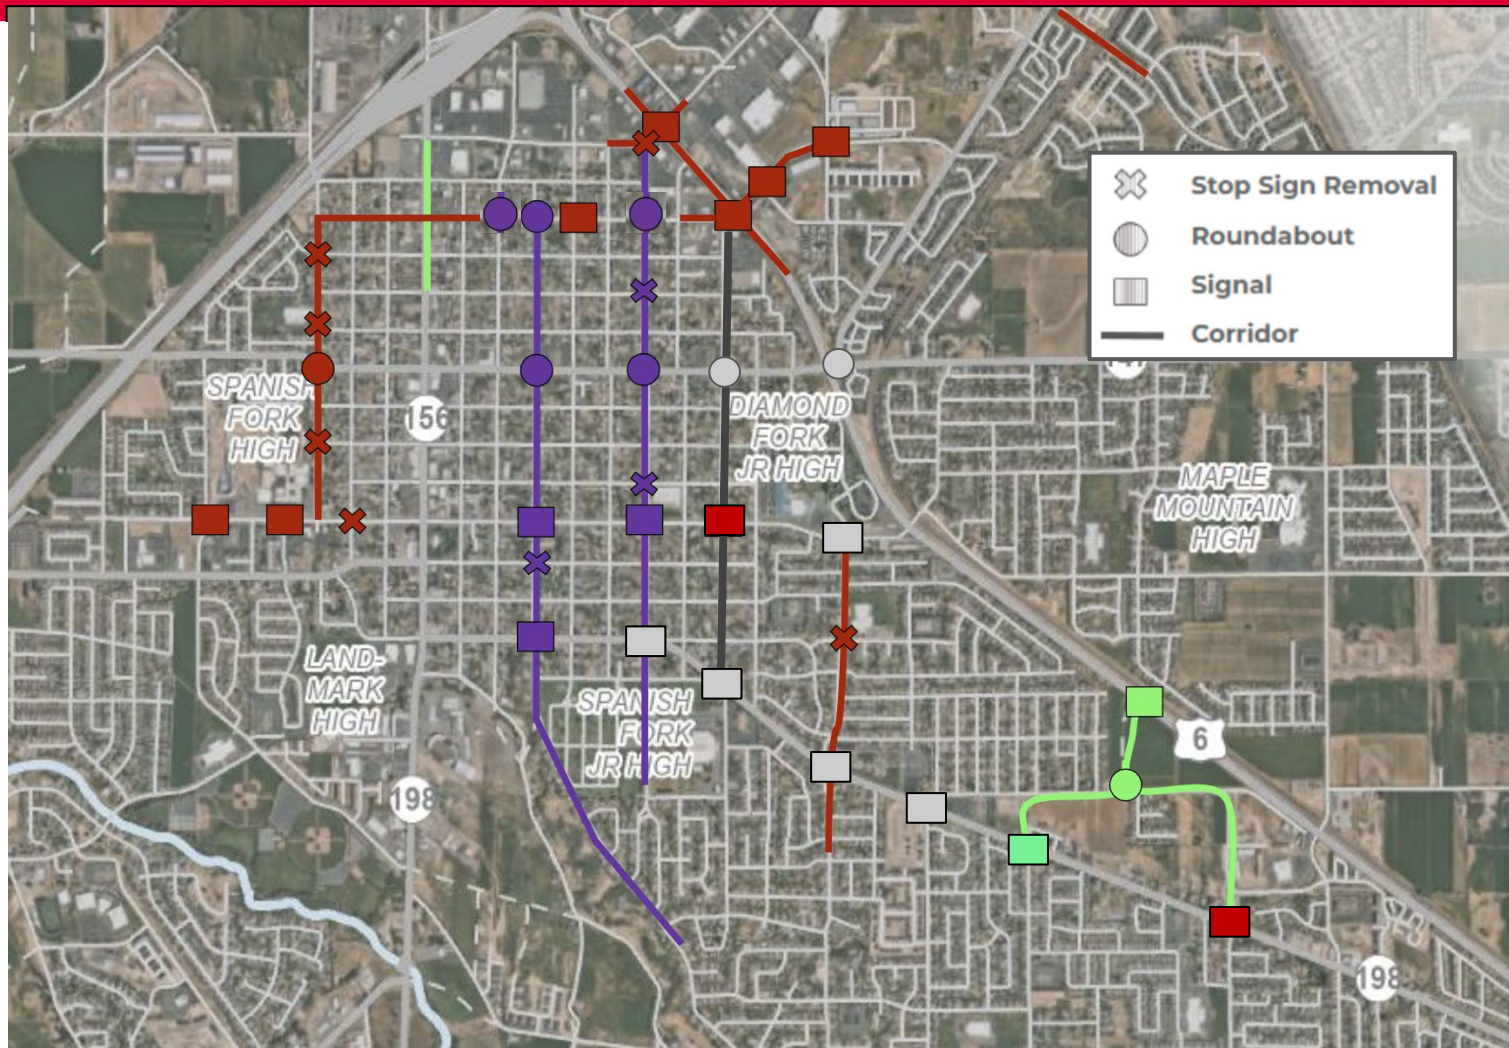 Stop Sign Removal
Roundabout
Signal
Corridor
SPANISH
FORK
HIGH
156
DIAMOND
FORK
JR HIGH
MAPLE
MOUNTAIN
HIGH
LAND-
MARK
HIGH
SPANISH
FORK
JR HIGH
6
198
198